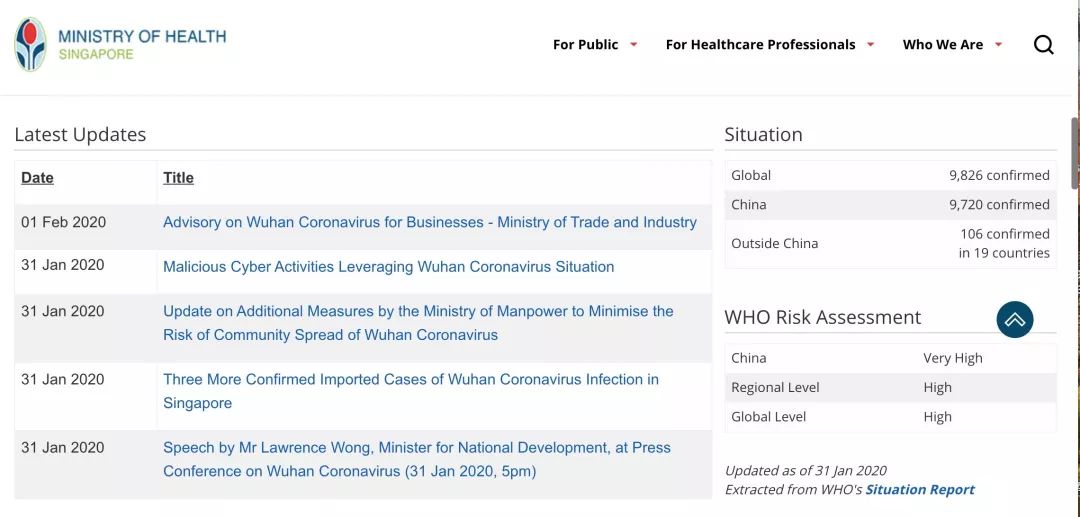 MINISTRY OF HEALTH
SINGAPORE
For Public
For Healthcare Professionals
Who We Are
Latest Updates
Date Title
01 Feb 2020 Advisory on Wuhan Coronavirus for Businesses - Ministry of Trade and Industry
31 Jan 2020 Malicious Cyber Activities Leveraging Wuhan Coronavirus Situation
31 Jan 2020 Update on Additional Measures by the Ministry of Manpower to Minimise the
Risk of Community Spread of Wuhan Coronavirus
31 Jan 2020 Three More Confirmed Imported Cases of Wuhan Coronavirus Infection in
Singapore
31 Jan 2020 Speech by Mr Lawrence Wong, Minister for National Development, at Press
Conference on Wuhan Coronavirus (31 Jan 2020, 5pm)
Situation
Global 9,826 confirmed
China 9,720 confirmed
Outside China 106 confirmed
in 19 countries
WHO Risk Assessment
China Very High
Regional Level High
Global Level High
Updated as of 31 Jan 2020
Extracted from WHO's Situation Report